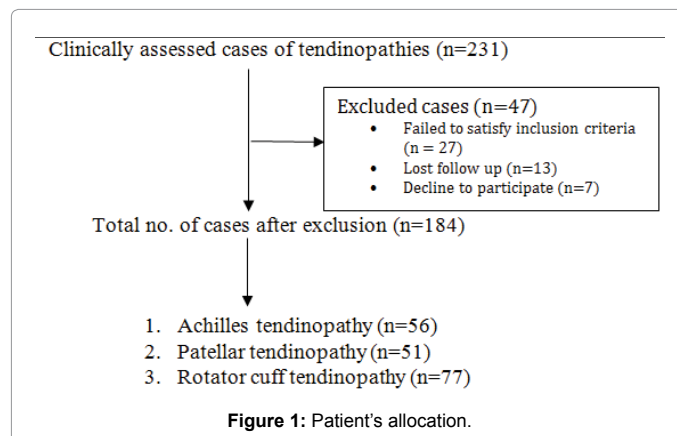 Clinically assessed cases of tendinopathies (n=231)
Excluded cases (n=47)
• Failed to satisfy inclusion criteria
(n = 27)
• Lost follow up (n=13)
• Decline to participate (n=7)
Total no. of cases after exclusion (n=184)
1. Achilles tendinopathy (n=56)
2. Patellar tendinopathy (n=51)
3. Rotator cuff tendinopathy (n=77)
Figure 1: Patient's allocation.